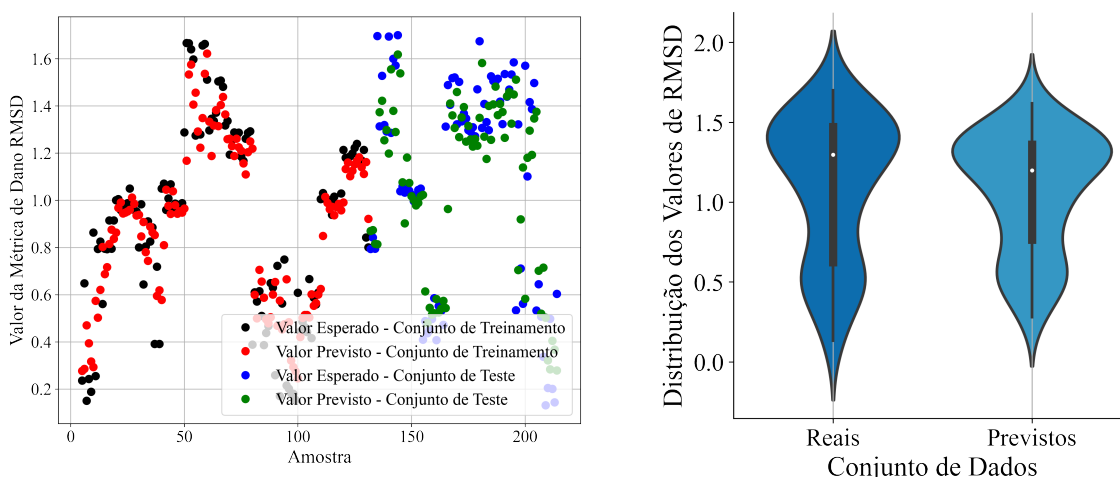 Valor da Métrica de Dano RMSD
1.6
1.4
1.2
1.0
0.8
0.6
0.4
0.2
Valor Esperado - Conjunto de Treinamento
Valor Previsto - Conjunto de Treinamento
Valor Esperado - Conjunto de Teste
Valor Previsto - Conjunto de Teste
0 50 100 150 200
Amostra
Distribuição dos Valores de RMSD
2.0
1.5
1.0
0.5
0.0
Reais Previstos
Conjunto de Dados